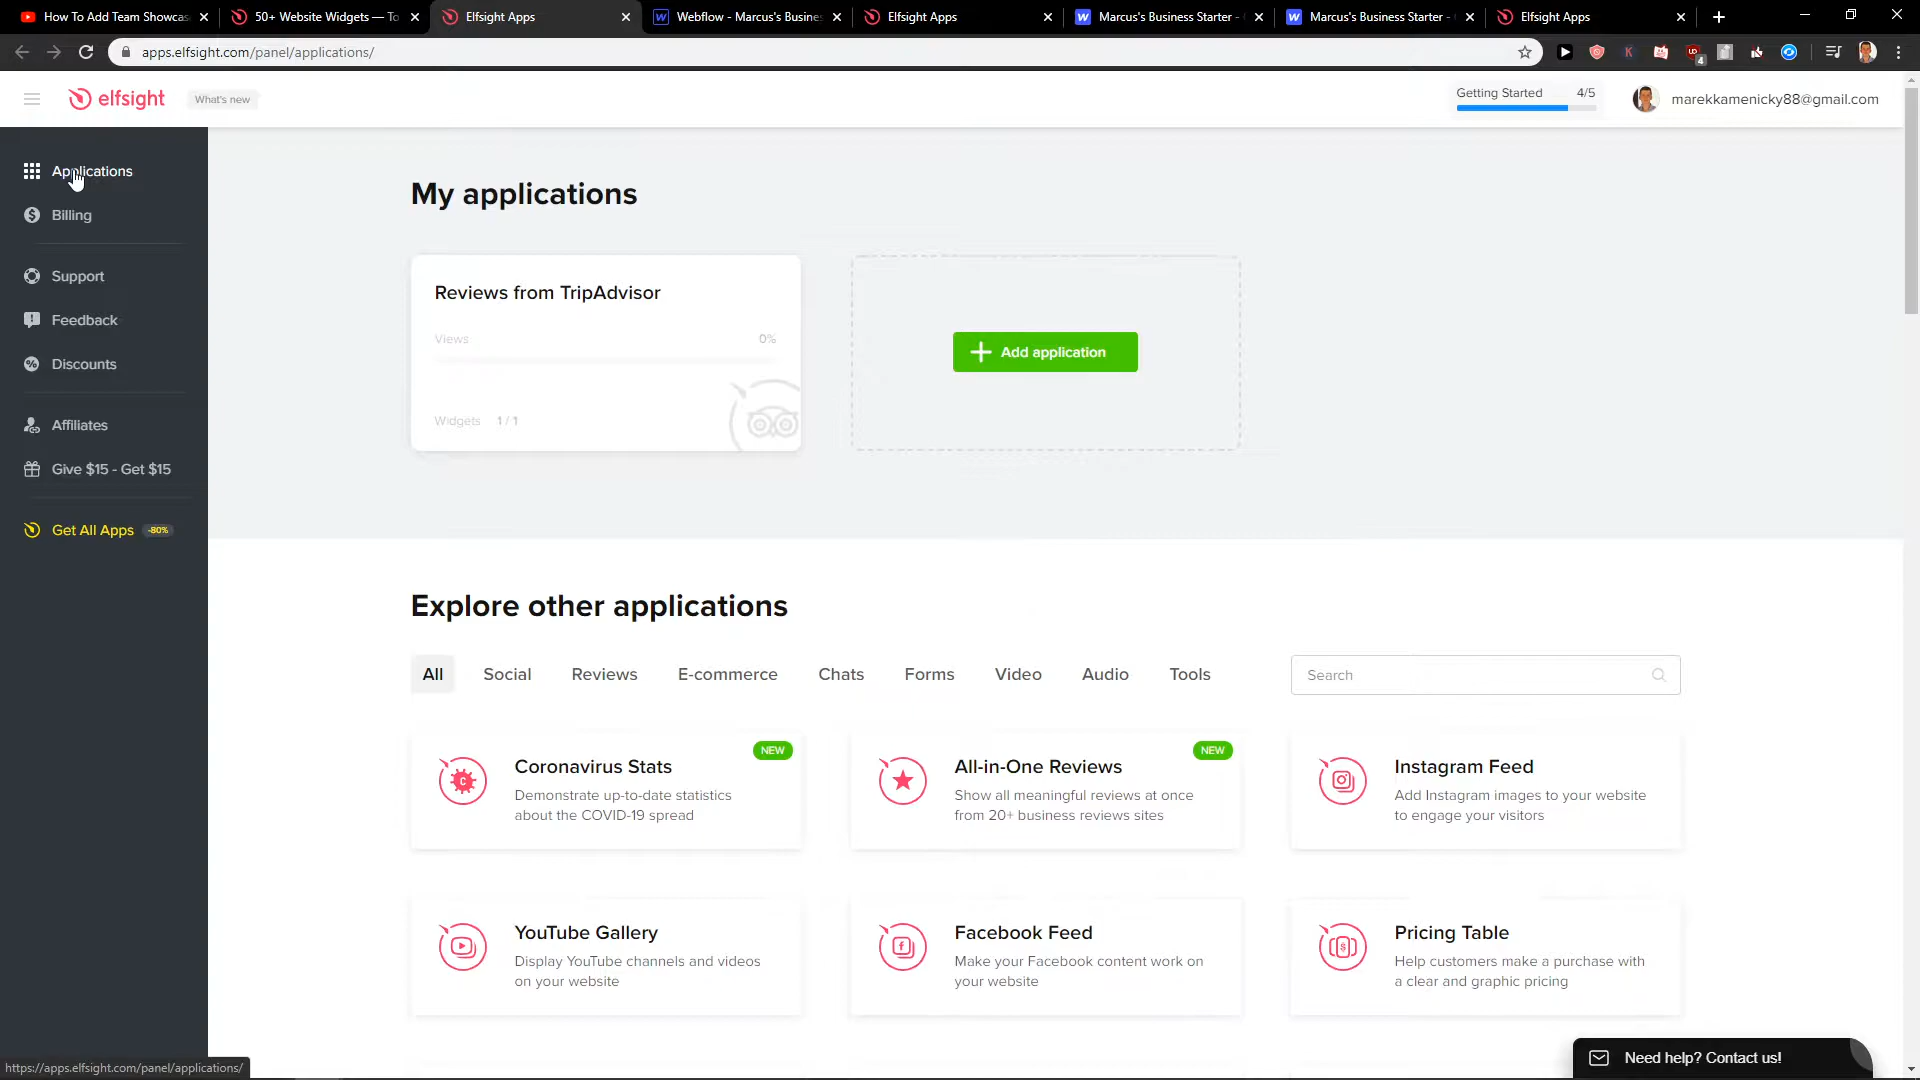 How To Add Team Showcas
50+ Website Widgets — To
Elfsight Apps
Webflow - Marcus's Busine
Elfsight Apps
Marcus's Business Starter -
Marcus's Business Starter -
Elfsight Apps
apps.elfsight.com/panel/applications/
4
elfsight
What's new
Getting Started 4/5
marekkamenicky88@gmail.com
Applications
Billing
Support
Feedback
Discounts
Affiliates
Give $15 - Get $15
Get All Apps -80%
My applications
Reviews from TripAdvisor
Views 0%
Widgets 1 / 1
Add application
Explore other applications
All Social Reviews E-commerce Chats Forms Video Audio Tools
Search
NEW
Coronavirus Stats
Demonstrate up-to-date statistics
about the COVID-19 spread
NEW
All-in-One Reviews
Show all meaningful reviews at once
from 20+ business reviews sites
Instagram Feed
Add Instagram images to your website
to engage your visitors
YouTube Gallery
Display YouTube channels and videos
on your website
Facebook Feed
Make your Facebook content work on
your website
Pricing Table
Help customers make a purchase with
a clear and graphic pricing
Need help? Contact us!
https://apps.elfsight.com/panel/applications/